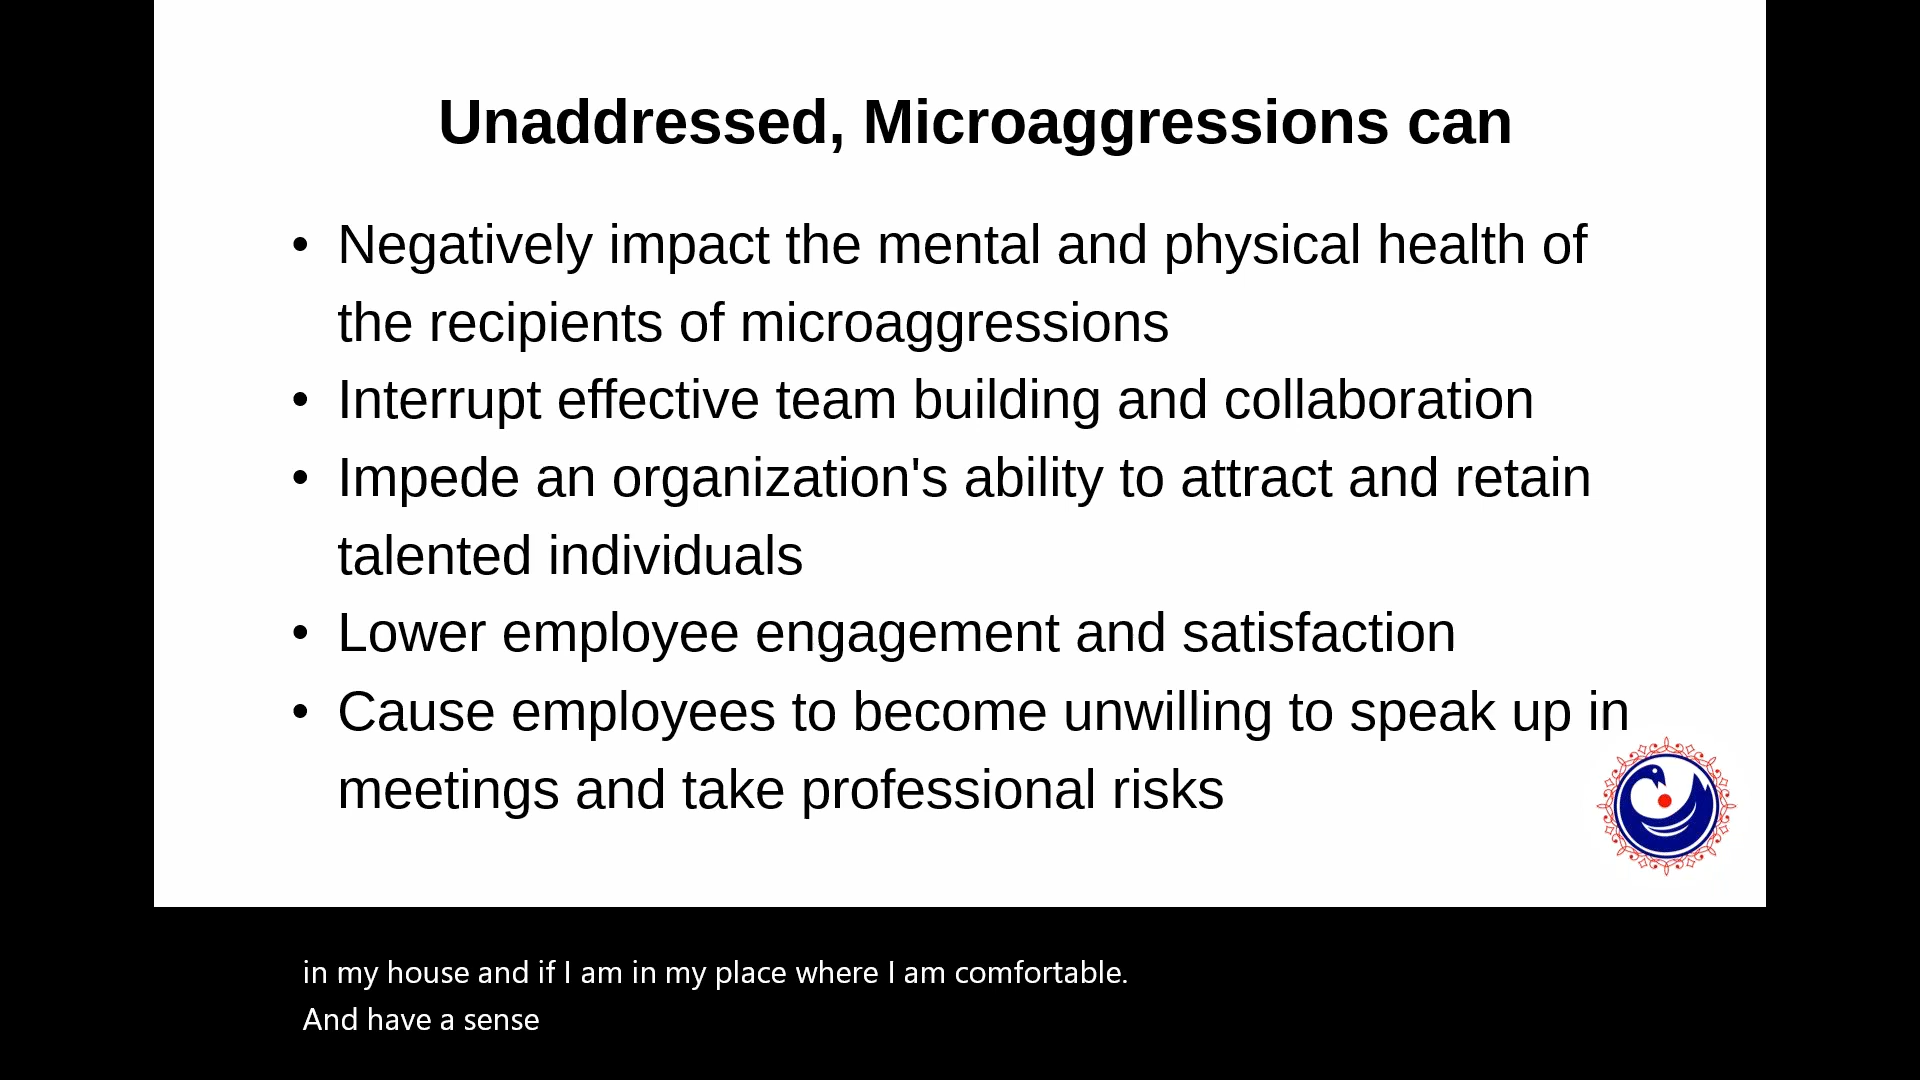 Unaddressed, Microaggressions can
• Negatively impact the mental and physical health of
the recipients of microaggressions
• Interrupt effective team building and collaboration
• Impede an organization's ability to attract and retain
talented individuals
• Lower employee engagement and satisfaction
• Cause employees to become unwilling to speak up in
meetings and take professional risks
in my house and if I am in my place where I am comfortable.
And have a sense